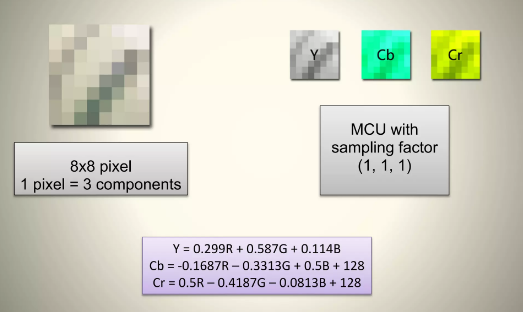 Y
Cb
Cr
8x8 pixel
1 pixel = 3 components
MCU with
sampling factor
(1, 1, 1)
Y = 0.299R + 0.587G + 0.114B
Cb = -0.1687R – 0.3313G + 0.5B + 128
Cr = 0.5R – 0.4187G – 0.0813B + 128